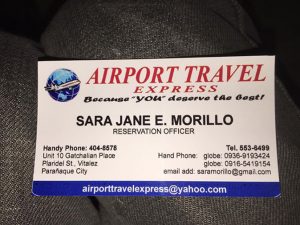 AIRPORT TRAVEL
EXPRESS
Because "YOU" deserve the best!
SARA JANE E. MORILLO
RESERVATION OFFICER
Handy Phone: 404-8578 Tel. 553-6499
Unit 10 Gatchalian Place Hand Phone: globe: 0936-9193424
Plaridel St., Vitalez globe: 0916-5419154
Parañaque City email add: saramorillo@gmail.com
airporttravelexpress@yahoo.com